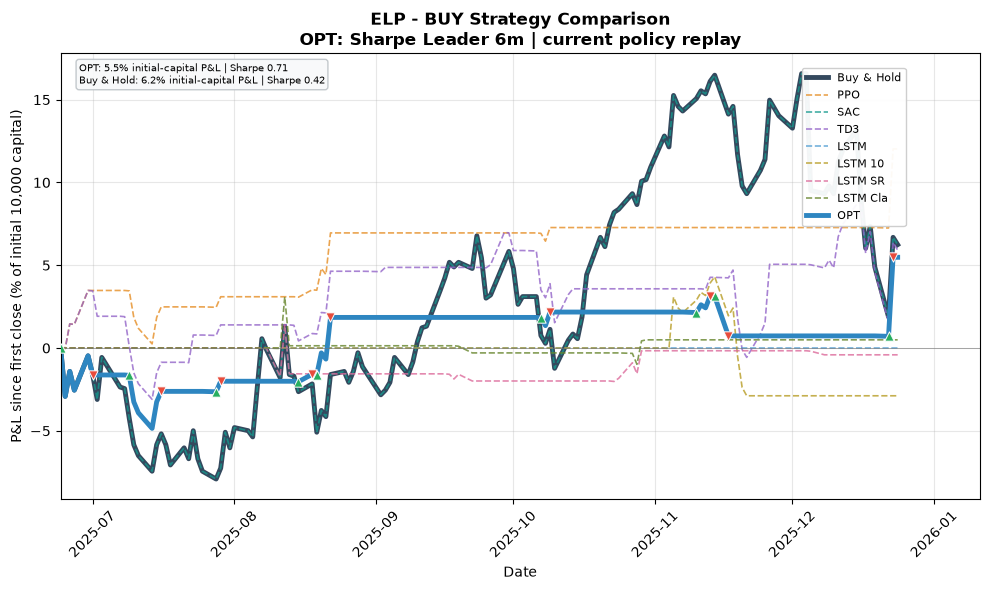 ELP - BUY Strategy Comparison
OPT: Sharpe Leader 6m | current policy replay
OPT: 5.5% initial-capital P&L | Sharpe 0.71
Buy & Hold: 6.2% initial-capital P&L | Sharpe 0.42
Buy & Hold
PPO
SAC
TD3
LSTM
LSTM 10
LSTM SR
LSTM Cla
OPT
P&L since first close (% of initial 10,000 capital)
15
10
5
0
−5
2025-07
2025-08
2025-09
2025-10
2025-11
2025-12
2026-01
Date